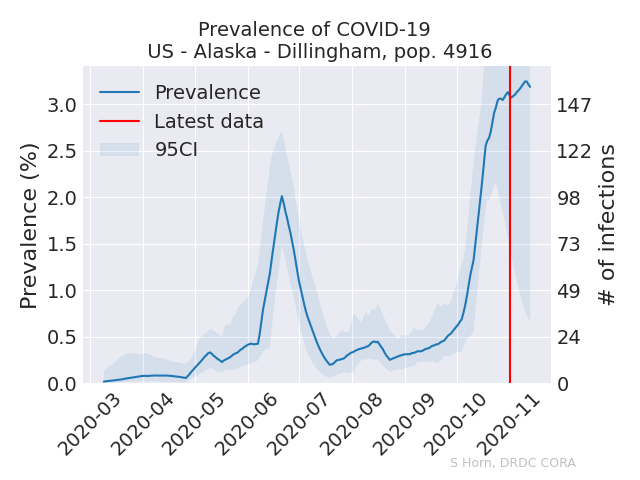 Prevalence of COVID-19
US - Alaska - Dillingham, pop. 4916
Prevalence
Latest data
95CI
Prevalence (%)
3.0
2.5
2.0
1.5
1.0
0.5
0.0
147
122
98
73
49
24
0
# of infections
2020-03
2020-04
2020-05
2020-06
2020-07
2020-08
2020-09
2020-10
2020-11
S Horn, DRDC CORA